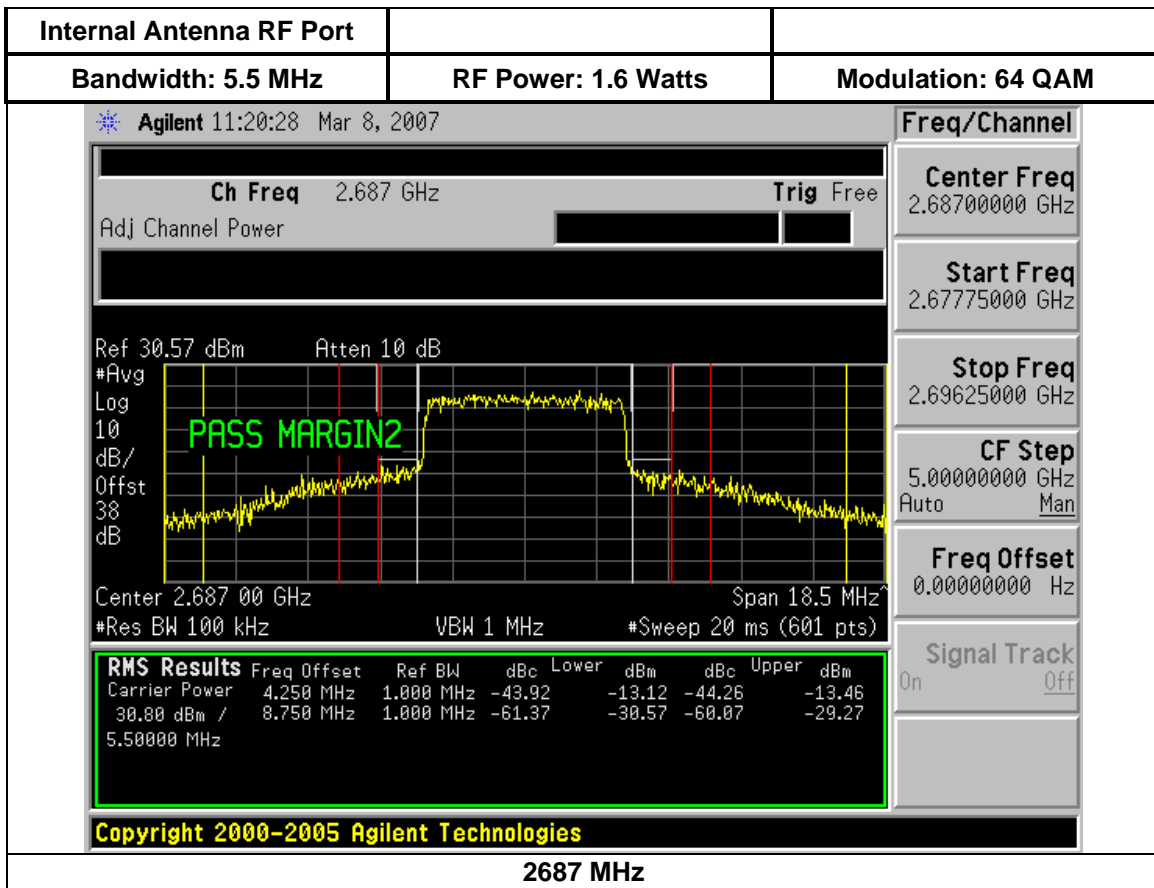 Internal Antenna RF Port
Bandwidth: 5.5 MHz RF Power: 1.6 Watts Modulation: 64 QAM
Agilent 11:20:28 Mar 8, 2007 Freq/Channel
Ch Freq 2.687 GHz Trig Free
Adj Channel Power
Center Freq
2.68700000 GHz
Start Freq
2.67775000 GHz
Stop Freq
2.69625000 GHz
CF Step
5.00000000 GHz
Auto Man
Freq Offset
0.00000000 Hz
Signal Track
On Off
Ref 30.57 dBm Atten 10 dB
#Avg
Log
10
dB/
Offst
38
dB
PASS MARGIN2
Center 2.687 00 GHz Span 18.5 MHz^
#Res BW 100 kHz VBW 1 MHz #Sweep 20 ms (601 pts)
RMS Results Freq Offset Ref BW dBc Lower dBm dBc Upper dBm
Carrier Power 4.250 MHz 1.000 MHz -43.92 -13.12 -44.26 -13.46
30.80 dBm / 8.750 MHz 1.000 MHz -61.37 -30.57 -60.07 -29.27
5.50000 MHz
Copyright 2000-2005 Agilent Technologies
2687 MHz